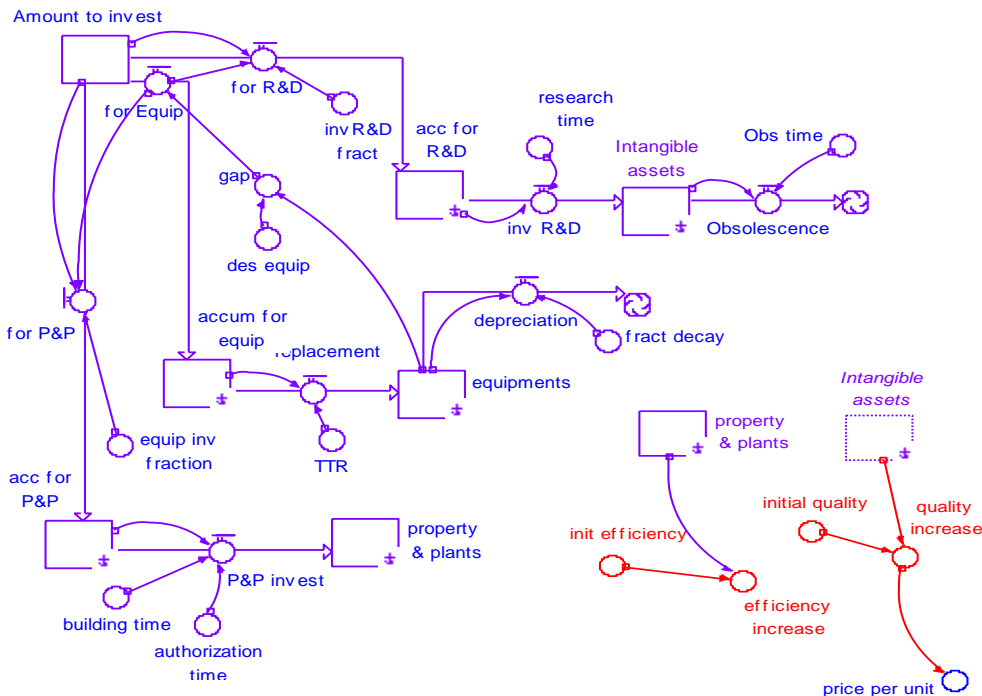 Amount to invest
for R&D
for Equip
inv R&D
fract
acc for
R&D
research
time
Intangible
assets
Obs time
gap
inv R&D
Obsolescence
des equip
for P&P
accum for
equip
depreciation
fract decay
equipments
equip inv
fraction
TTR
Intangible
assets
property
& plants
acc for
P&P
initial quality
quality
increase
property
& plants
init efficiency
P&P invest
building time
efficiency
increase
authorization
time
price per unit